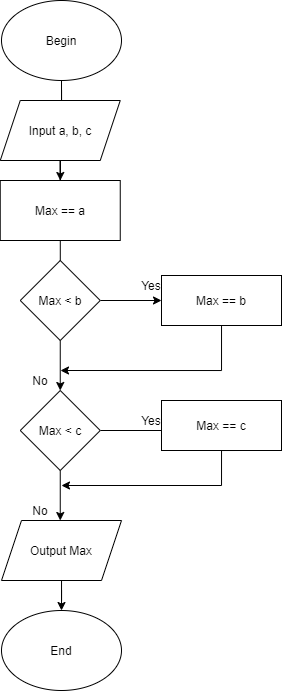 Begin
Input a, b, c
Max == a
Max < b
Yes
Max == b
No
Max < c
Yes
Max == c
No
Output Max
End